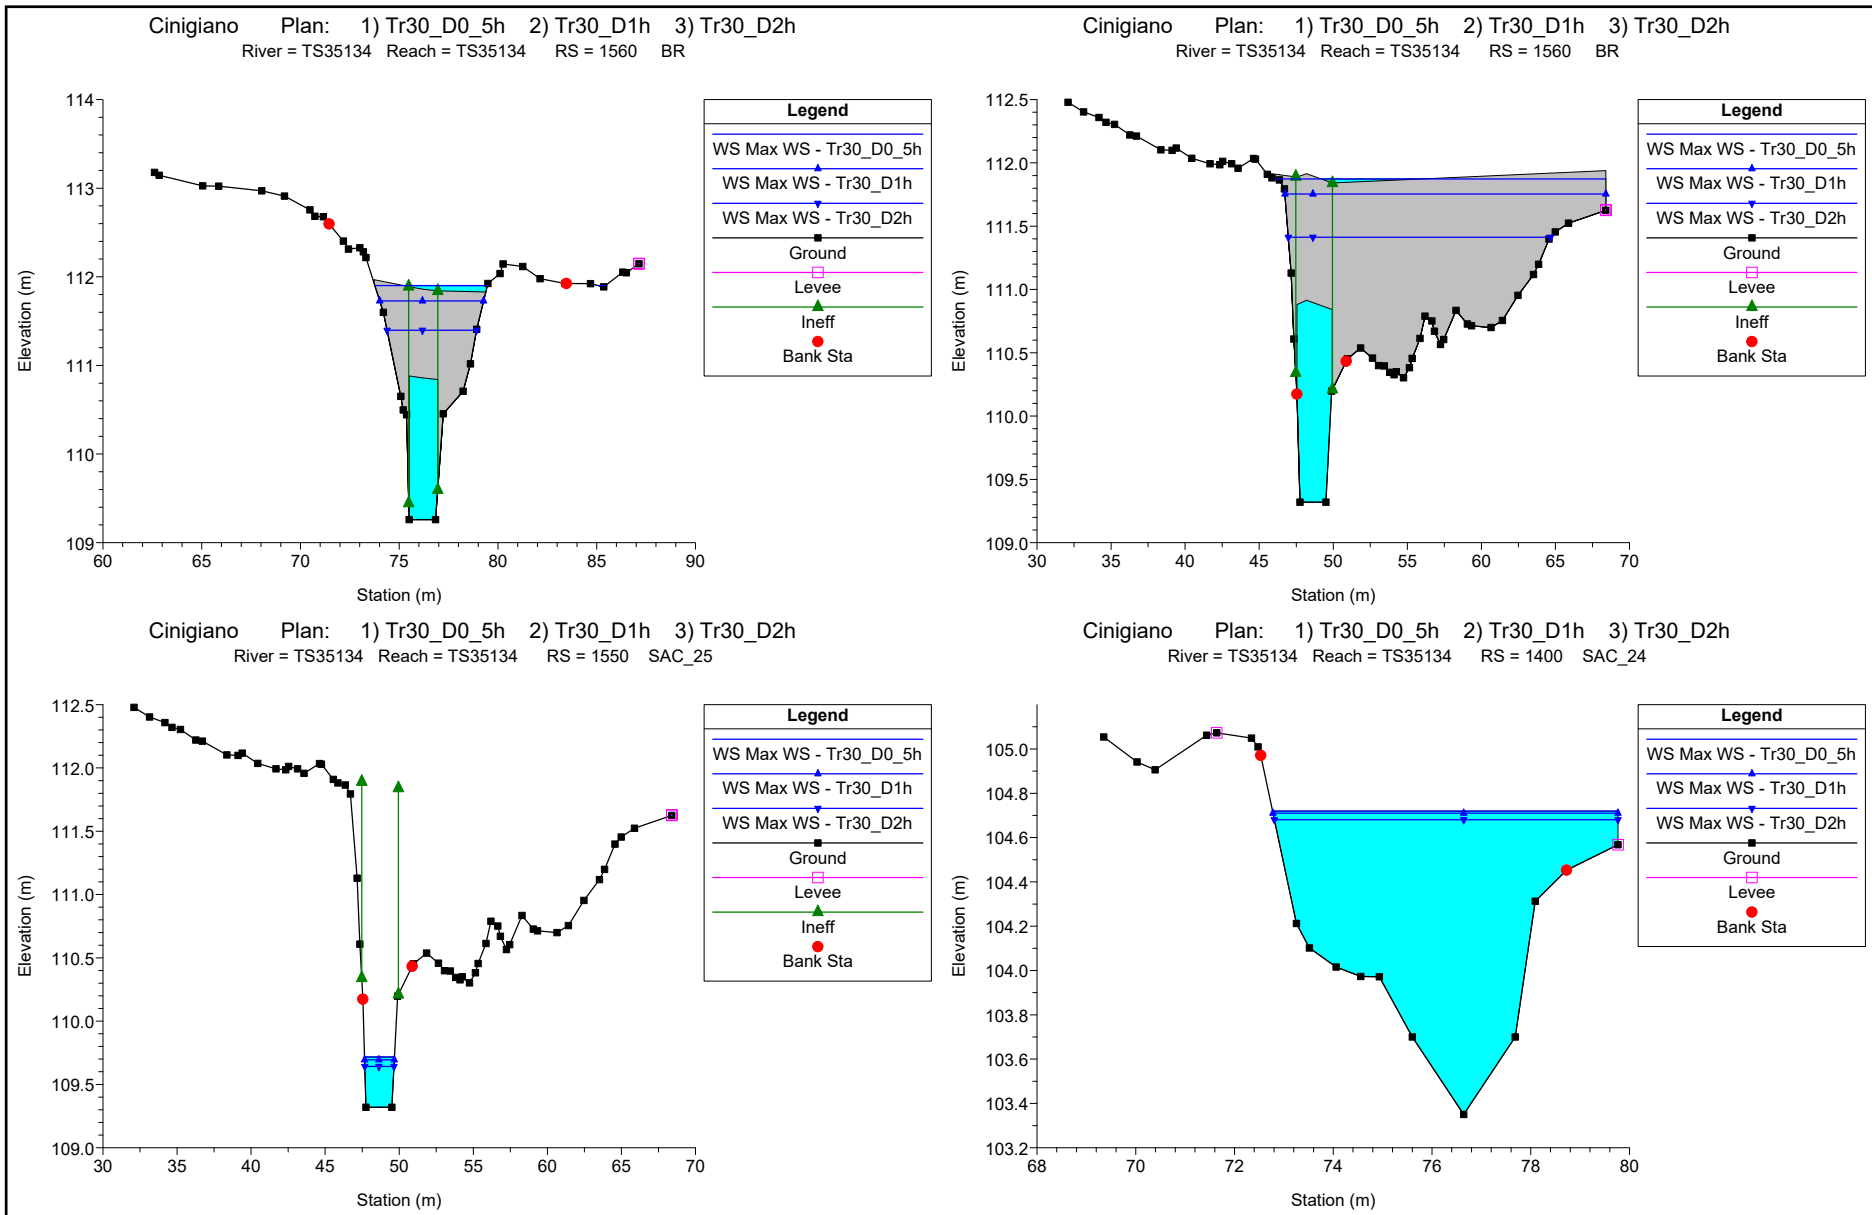 Cinigiano Plan: 1) Tr30_D0_5h 2) Tr30_D1h 3) Tr30_D2h
River = TS35134 Reach = TS35134 RS = 1560 BR
114
113
112
111
110
109
60 65 70 75 80 85 90
Elevation (m)
Station (m)
Legend
WS Max WS - Tr30_D0_5h
WS Max WS - Tr30_D1h
WS Max WS - Tr30_D2h
Ground
Levee
Ineff
Bank Sta
Cinigiano Plan: 1) Tr30_D0_5h 2) Tr30_D1h 3) Tr30_D2h
River = TS35134 Reach = TS35134 RS = 1560 BR
112.5
112.0
111.5
111.0
110.5
110.0
109.5
109.0
30 35 40 45 50 55 60 65 70
Elevation (m)
Station (m)
Legend
WS Max WS - Tr30_D0_5h
WS Max WS - Tr30_D1h
WS Max WS - Tr30_D2h
Ground
Levee
Ineff
Bank Sta
Cinigiano Plan: 1) Tr30_D0_5h 2) Tr30_D1h 3) Tr30_D2h
River = TS35134 Reach = TS35134 RS = 1550 SAC_25
112.5
112.0
111.5
111.0
110.5
110.0
109.5
109.0
30 35 40 45 50 55 60 65 70
Elevation (m)
Station (m)
Legend
WS Max WS - Tr30_D0_5h
WS Max WS - Tr30_D1h
WS Max WS - Tr30_D2h
Ground
Levee
Ineff
Bank Sta
Cinigiano Plan: 1) Tr30_D0_5h 2) Tr30_D1h 3) Tr30_D2h
River = TS35134 Reach = TS35134 RS = 1400 SAC_24
105.0
104.8
104.6
104.4
104.2
104.0
103.8
103.6
103.4
103.2
68 70 72 74 76 78 80
Elevation (m)
Station (m)
Legend
WS Max WS - Tr30_D0_5h
WS Max WS - Tr30_D1h
WS Max WS - Tr30_D2h
Ground
Levee
Bank Sta